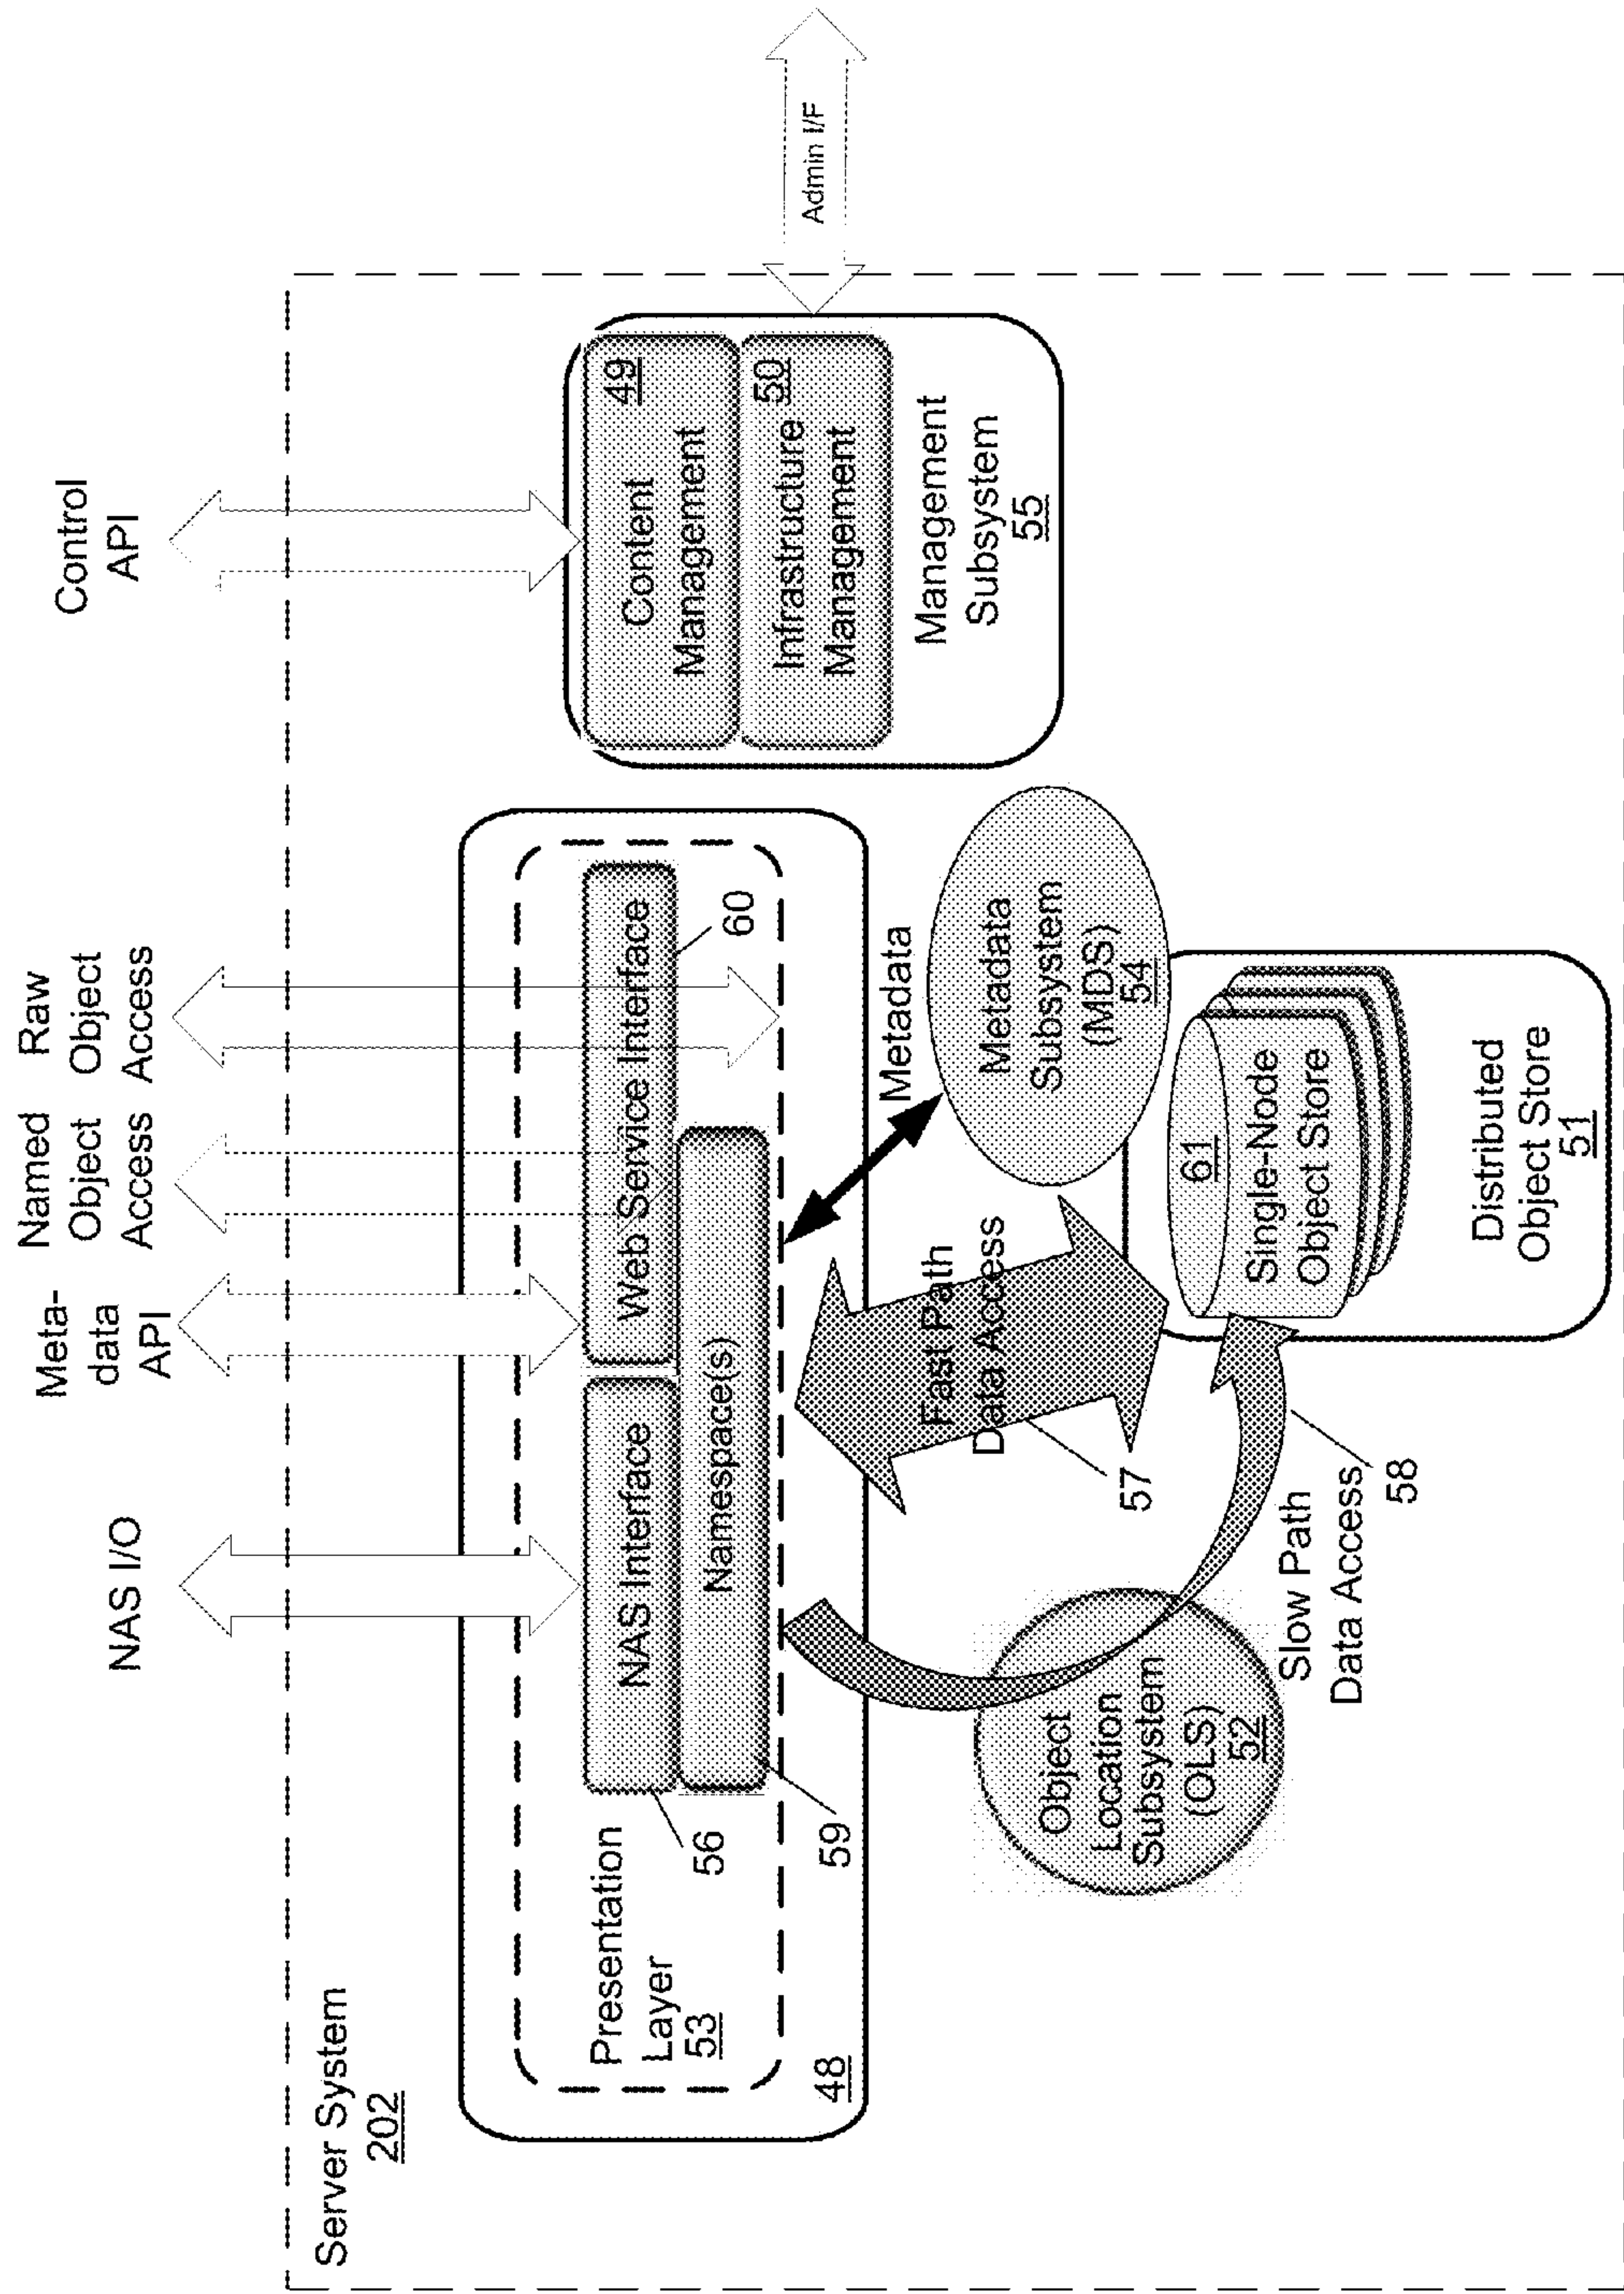 NAS I/O
Meta-
data
API
Named
Object
Access
Raw
Object
Access
Control
API
Server System
202
Presentation
Layer
53
NAS Interface
56
Web Service Interface
60
Namespace(s)
59
48
Content
Management
49
Infrastructure
Management
50
Management
Subsystem
55
Admin I/F
Metadata
Metadata
Subsystem
(MDS)
54
Fast Path
Data Access
57
Object
Location
Subsystem
(OLS)
52
Slow Path
Data Access
58
61
Single-Node
Object Store
Distributed
Object Store
51